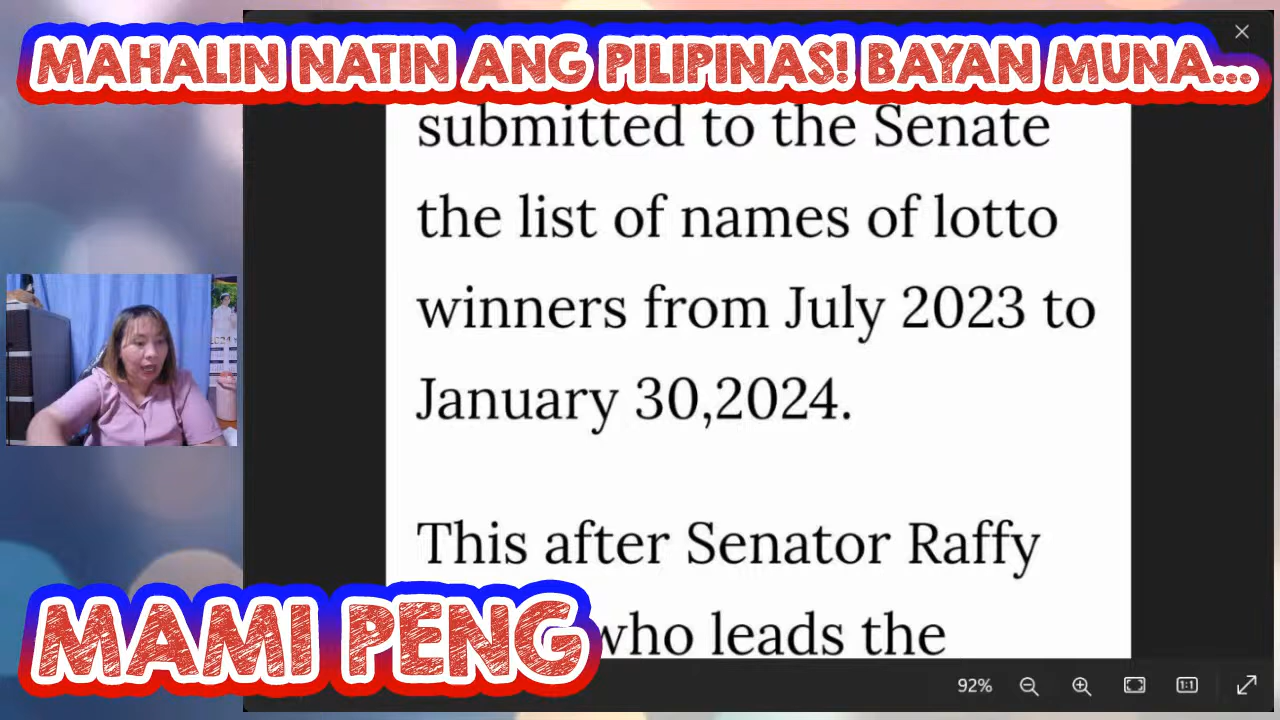 MAHALIN NATIN ANG PILIPINAS! BAYAN MUNA...
submitted to the Senate
the list of names of lotto
winners from July 2023 to
January 30,2024.
This after Senator Raffy
who leads the
MAMI PENG
92%
1:1